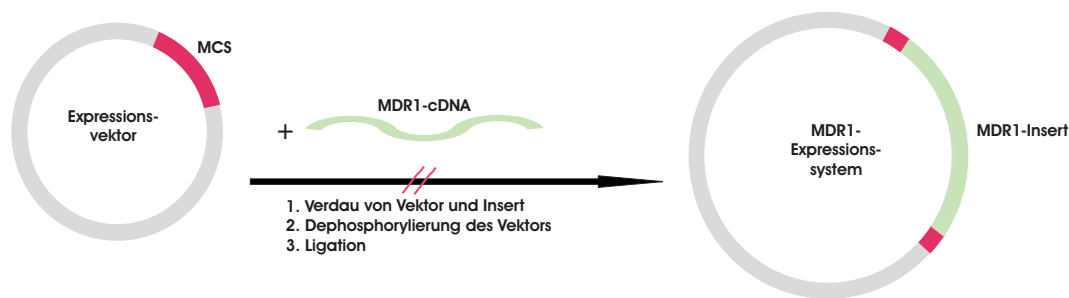 MCS
Expressions-
vektor
+
MDR1-cDNA
1. Verdau von Vektor und Insert
2. Dephosphorylierung des Vektors
3. Ligation
MDR1-
Expressions-
system
MDR1-Insert